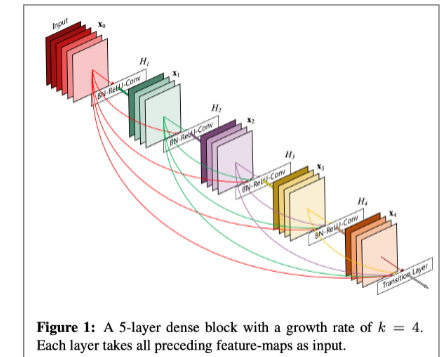 Input
x₀
H₁
BN-ReLU-Conv
x₁
H₂
BN-ReLU-Conv
x₂
H₃
BN-ReLU-Conv
x₃
H₄
BN-ReLU-Conv
x₄
Transition Layer
Figure 1: A 5-layer dense block with a growth rate of k = 4.
Each layer takes all preceding feature-maps as input.